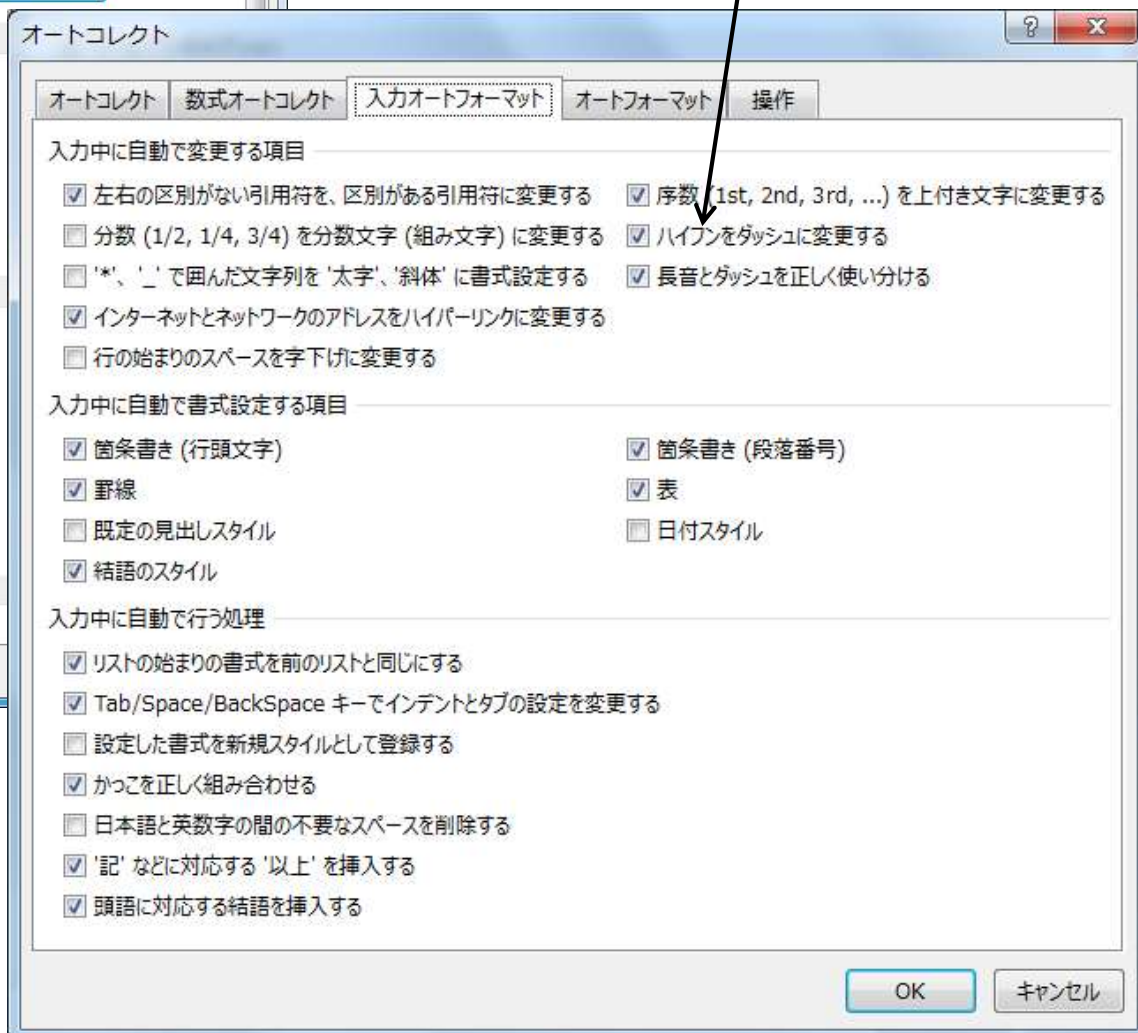 オートコレクト
オートコレクト 数式オートコレクト 入力オートフォーマット オートフォーマット 操作
入力中に自動で変更する項目
左右の区別がない引用符を、区別がある引用符に変更する 序数 (1st, 2nd, 3rd, ...) を上付き文字に変更する
分数 (1/2, 1/4, 3/4) を分数文字 (組み文字) に変更する ハイフンをダッシュに変更する
'*'、'_' で囲んだ文字列を '太字'、'斜体' に書式設定する 長音とダッシュを正しく使い分ける
インターネットとネットワークのアドレスをハイパーリンクに変更する
行の始まりのスペースを字下げに変更する
入力中に自動で書式設定する項目
箇条書き (行頭文字) 箇条書き (段落番号)
罫線 表
既定の見出しスタイル 日付スタイル
結語のスタイル
入力中に自動で行う処理
リストの始まりの書式を前のリストと同じにする
Tab/Space/BackSpace キーでインデントとタブの設定を変更する
設定した書式を新規スタイルとして登録する
かっこを正しく組み合わせる
日本語と英数字の間の不要なスペースを削除する
'記' などに対応する '以上' を挿入する
頭語に対応する結語を挿入する
OK キャンセル